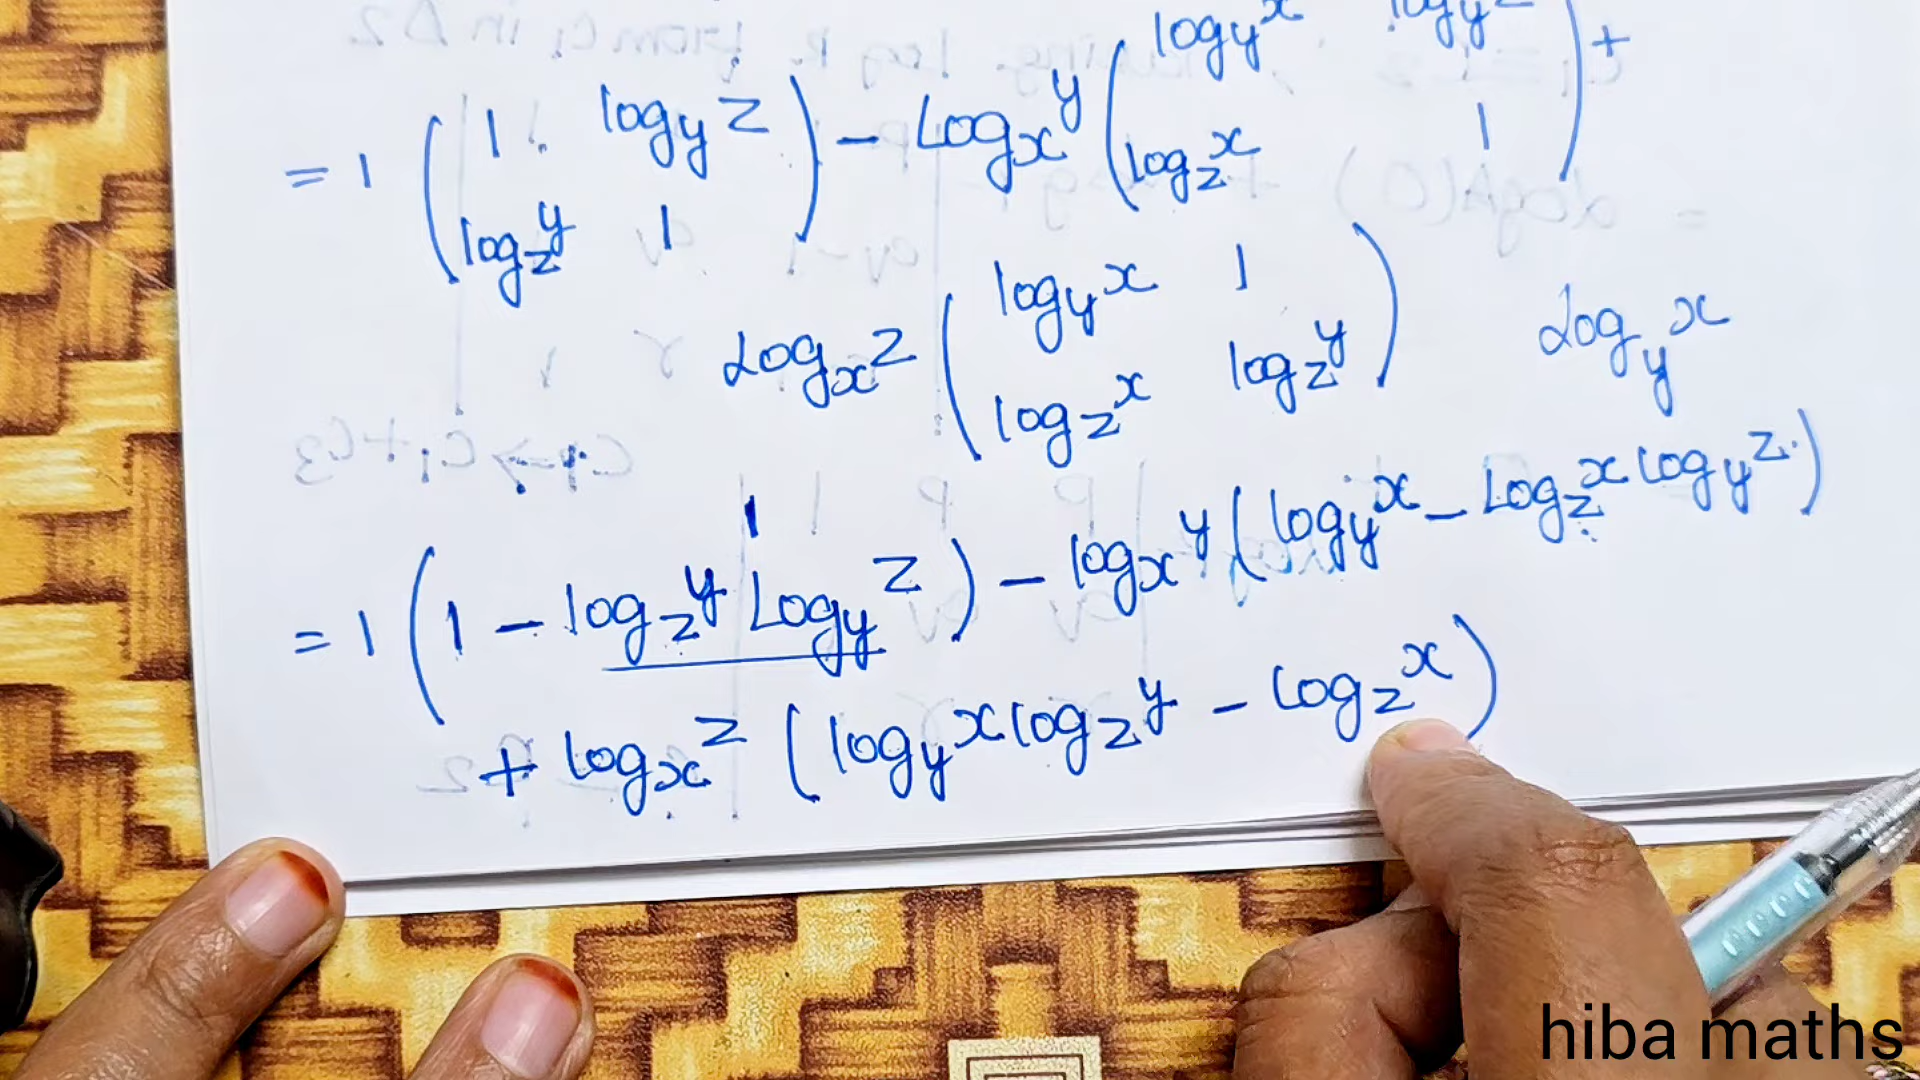 log_y x log_y z
= 1 ( 1 log_y z ) - log_x y ( +
log_z y 1 log_z x 1 )
log_x z ( log_y x 1 ) log_y x
log_z x log_z y
= 1 ( 1 - log_z y log_y z ) - log_x y ( log_y x - log_z x log_y z )
1
+ log_x z ( log_y x log_z y - log_z x )
hiba maths